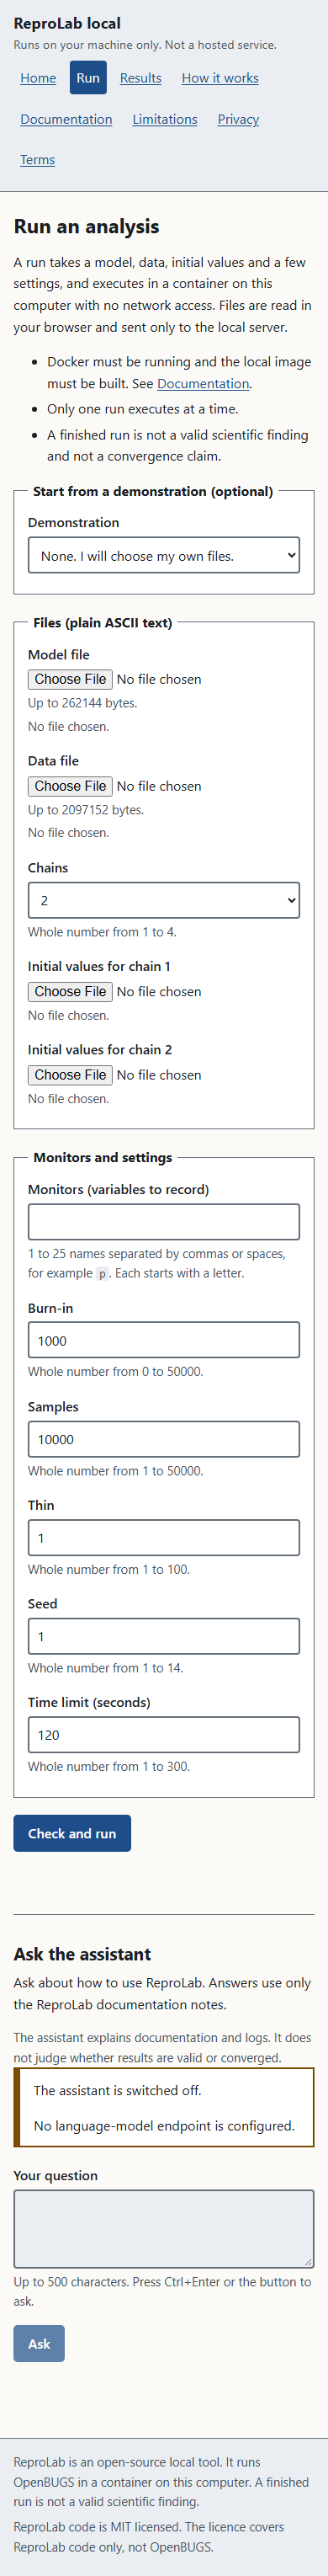 ReproLab local
Runs on your machine only. Not a hosted service.
Home Run Results How it works
Documentation Limitations Privacy
Terms
Run an analysis
A run takes a model, data, initial values and a few
settings, and executes in a container on this
computer with no network access. Files are read in
your browser and sent only to the local server.
• Docker must be running and the local image
must be built. See Documentation.
• Only one run executes at a time.
• A finished run is not a valid scientific finding
and not a convergence claim.
Start from a demonstration (optional)
Demonstration
None. I will choose my own files.
Files (plain ASCII text)
Model file
Choose File No file chosen
Up to 262144 bytes.
No file chosen.
Data file
Choose File No file chosen
Up to 2097152 bytes.
No file chosen.
Chains
2
Whole number from 1 to 4.
Initial values for chain 1
Choose File No file chosen
No file chosen.
Initial values for chain 2
Choose File No file chosen
No file chosen.
Monitors and settings
Monitors (variables to record)
1 to 25 names separated by commas or spaces,
for example p. Each starts with a letter.
Burn-in
1000
Whole number from 0 to 50000.
Samples
10000
Whole number from 1 to 50000.
Thin
1
Whole number from 1 to 100.
Seed
1
Whole number from 1 to 14.
Time limit (seconds)
120
Whole number from 1 to 300.
Check and run
Ask the assistant
Ask about how to use ReproLab. Answers use only
the ReproLab documentation notes.
The assistant explains documentation and logs. It does
not judge whether results are valid or converged.
The assistant is switched off.
No language-model endpoint is configured.
Your question
Up to 500 characters. Press Ctrl+Enter or the button to
ask.
Ask
ReproLab is an open-source local tool. It runs
OpenBUGS in a container on this computer. A finished
run is not a valid scientific finding.
ReproLab code is MIT licensed. The licence covers
ReproLab code only, not OpenBUGS.